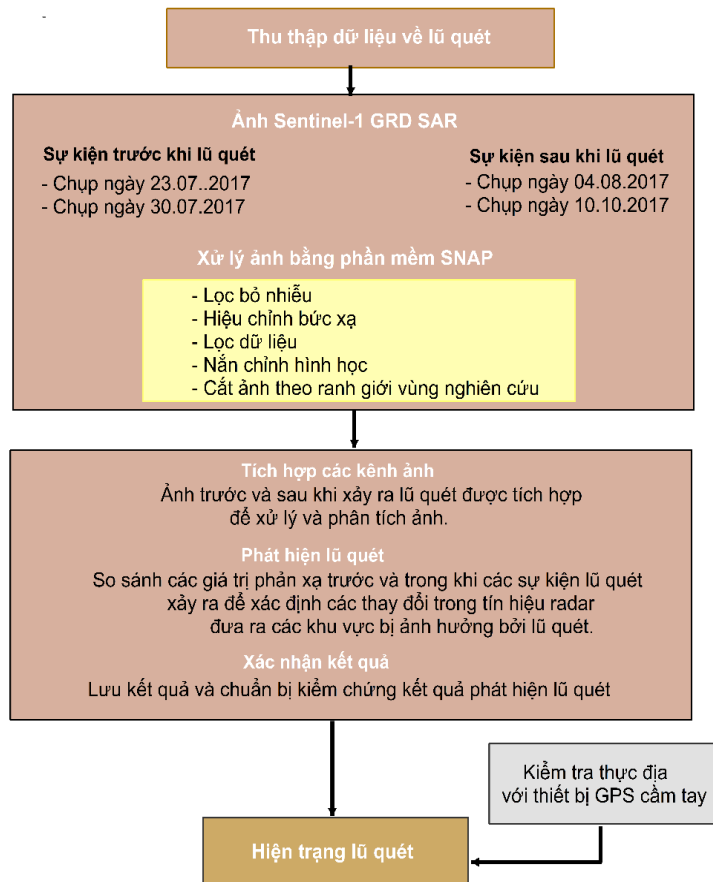 Thu thập dữ liệu về lũ quét
Ảnh Sentinel-1 GRD SAR
Sự kiện trước khi lũ quét
- Chụp ngày 23.07..2017
- Chụp ngày 30.07.2017
Sự kiện sau khi lũ quét
- Chụp ngày 04.08.2017
- Chụp ngày 10.10.2017
Xử lý ảnh bằng phần mềm SNAP
- Lọc bỏ nhiễu
- Hiệu chỉnh bức xạ
- Lọc dữ liệu
- Nắn chỉnh hình học
- Cắt ảnh theo ranh giới vùng nghiên cứu
Tích hợp các kênh ảnh
Ảnh trước và sau khi xảy ra lũ quét được tích hợp
để xử lý và phân tích ảnh.
Phát hiện lũ quét
So sánh các giá trị phản xạ trước và trong khi các sự kiện lũ quét
xảy ra để xác định các thay đổi trong tín hiệu radar
đưa ra các khu vực bị ảnh hưởng bởi lũ quét.
Xác nhận kết quả
Lưu kết quả và chuẩn bị kiểm chứng kết quả phát hiện lũ quét
Kiểm tra thực địa
với thiết bị GPS cầm tay
Hiện trạng lũ quét